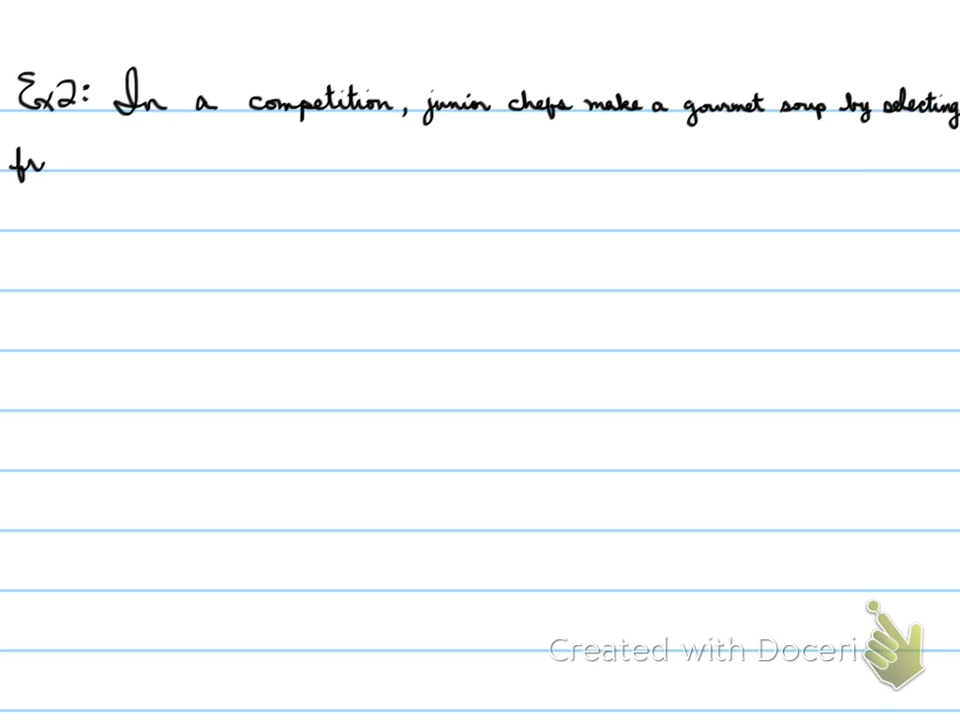 Ex2: In a competition, junior chefs make a gourmet soup by selecting
fr
Created with Doceri